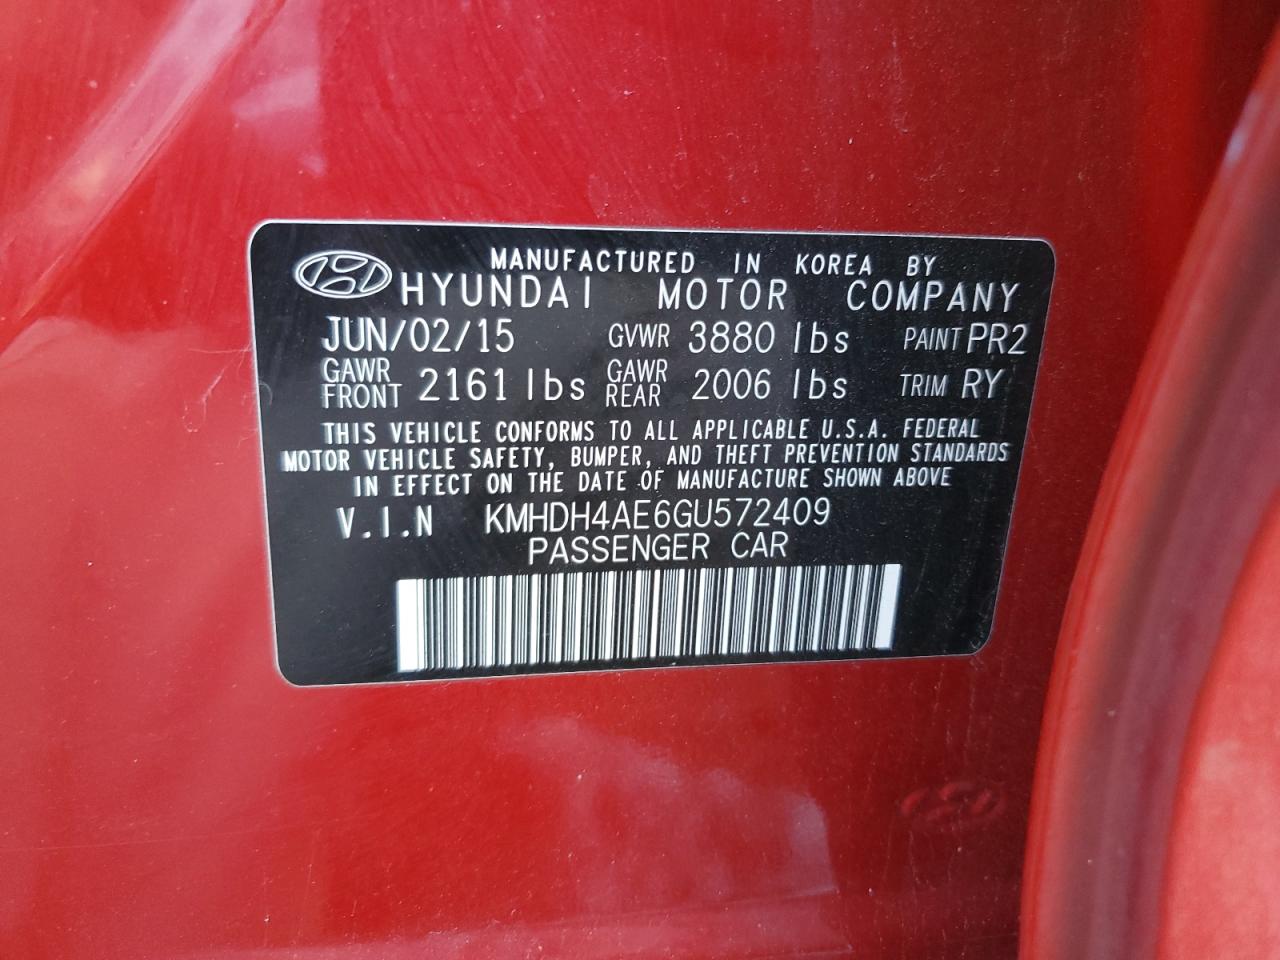 MANUFACTURED IN KOREA BY
HYUNDAI MOTOR COMPANY
JUN/02/15 GVWR 3880 lbs PAINT PR2
GAWR FRONT 2161 lbs GAWR REAR 2006 lbs TRIM RY
THIS VEHICLE CONFORMS TO ALL APPLICABLE U.S.A. FEDERAL
MOTOR VEHICLE SAFETY, BUMPER, AND THEFT PREVENTION STANDARDS
IN EFFECT ON THE DATE OF MANUFACTURE SHOWN ABOVE
V.I.N KMHDH4AE6GU572409
PASSENGER CAR